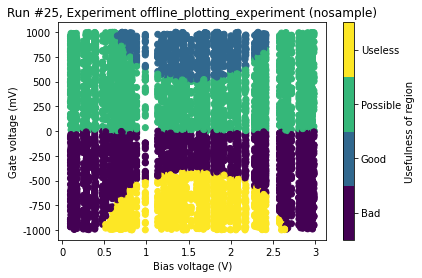 Run #25, Experiment offline_plotting_experiment (nosample)
1000
750
500
250
0
-250
-500
-750
-1000
Gate voltage (mV)
0
0.5
1
1.5
2
2.5
3
Bias voltage (V)
Useless
Possible
Good
Bad
Usefulness of region